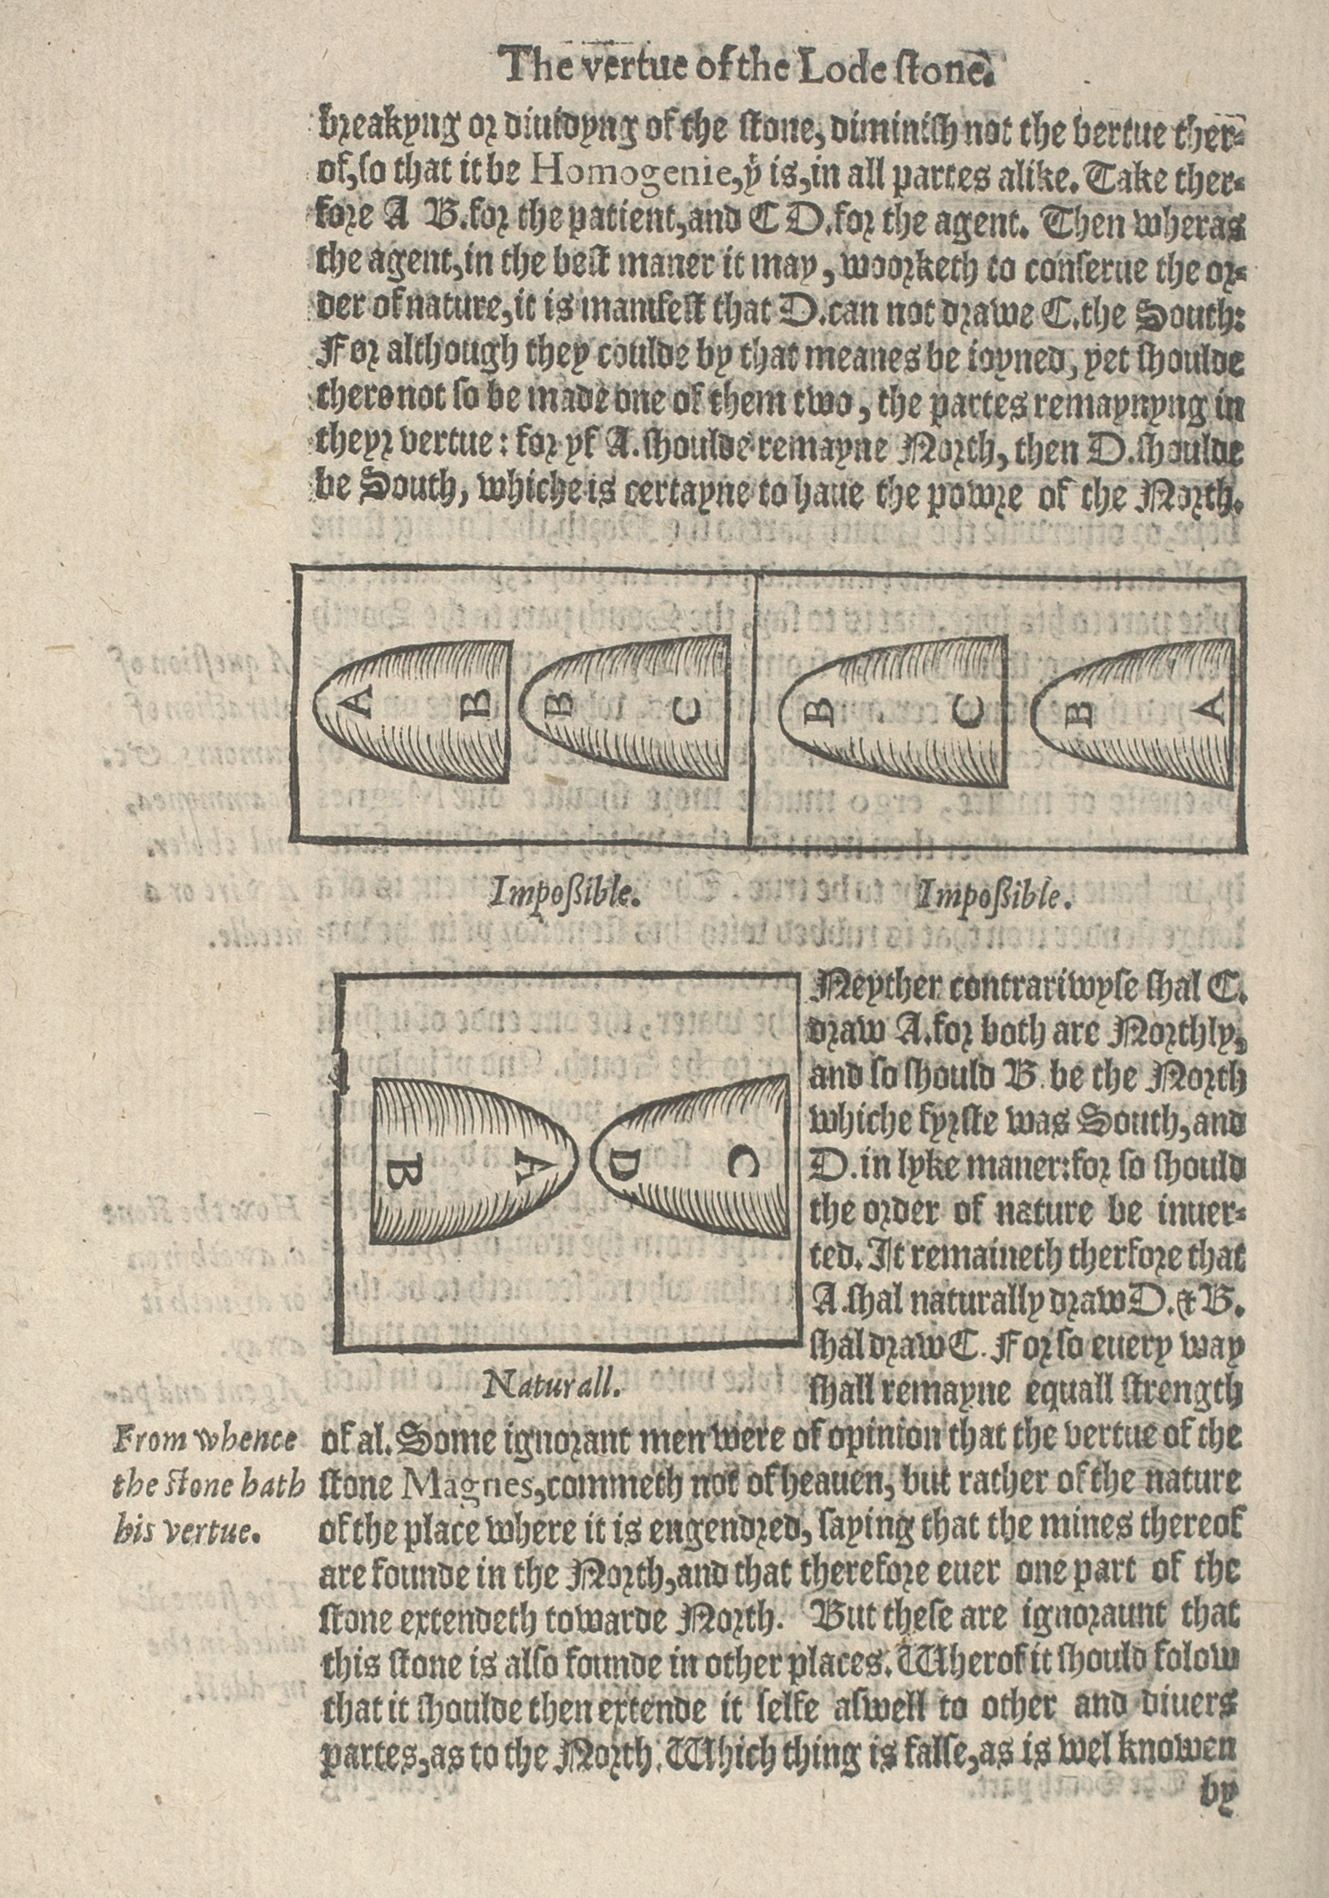 The vertue of the Lode stone.
breakyng or diuidyng of the stone, diminish not the vertue ther-
of, so that it be Homogenie, ẏ is, in all partes alike. Take ther-
fore A B. for the patient, and C D. for the agent. Then wheras
the agent, in the best maner it may, woorketh to conserue the or-
der of nature, it is manifest that D. can not drawe C. the South:
For although they coulde by that meanes be ioyned, yet shoulde
there not so be made one of them two, the partes remaynyng in
theyr vertue: for yf A. shoulde remayne North, then D. shoulde
be South, whiche is certayne to haue the powre of the North.
A B B C B C B A
Impoßible. Impoßible.
B A D C
Naturall.
Neyther contrariwyse shal C.
draw A. for both are Northly,
and so should B. be the North
whiche fyrste was South, and
D. in lyke maner: for so should
the order of nature be inuer-
ted. It remaineth therfore that
A. shal naturally draw D. & B.
shal draw C. For so euery way
shall remayne equall strength
From whence
the stone hath
his vertue.
of al. Some ignorant men were of opinion that the vertue of the
stone Magnes, commeth not of heauen, but rather of the nature
of the place where it is engendred, saying that the mines thereof
are founde in the North, and that therefore euer one part of the
stone extendeth towarde North. But these are ignoraunt that
this stone is also founde in other places. Wherof it should folow
that it shoulde then extende it selfe aswell to other and diuers
partes, as to the North. Which thing is false, as is wel knowen
by